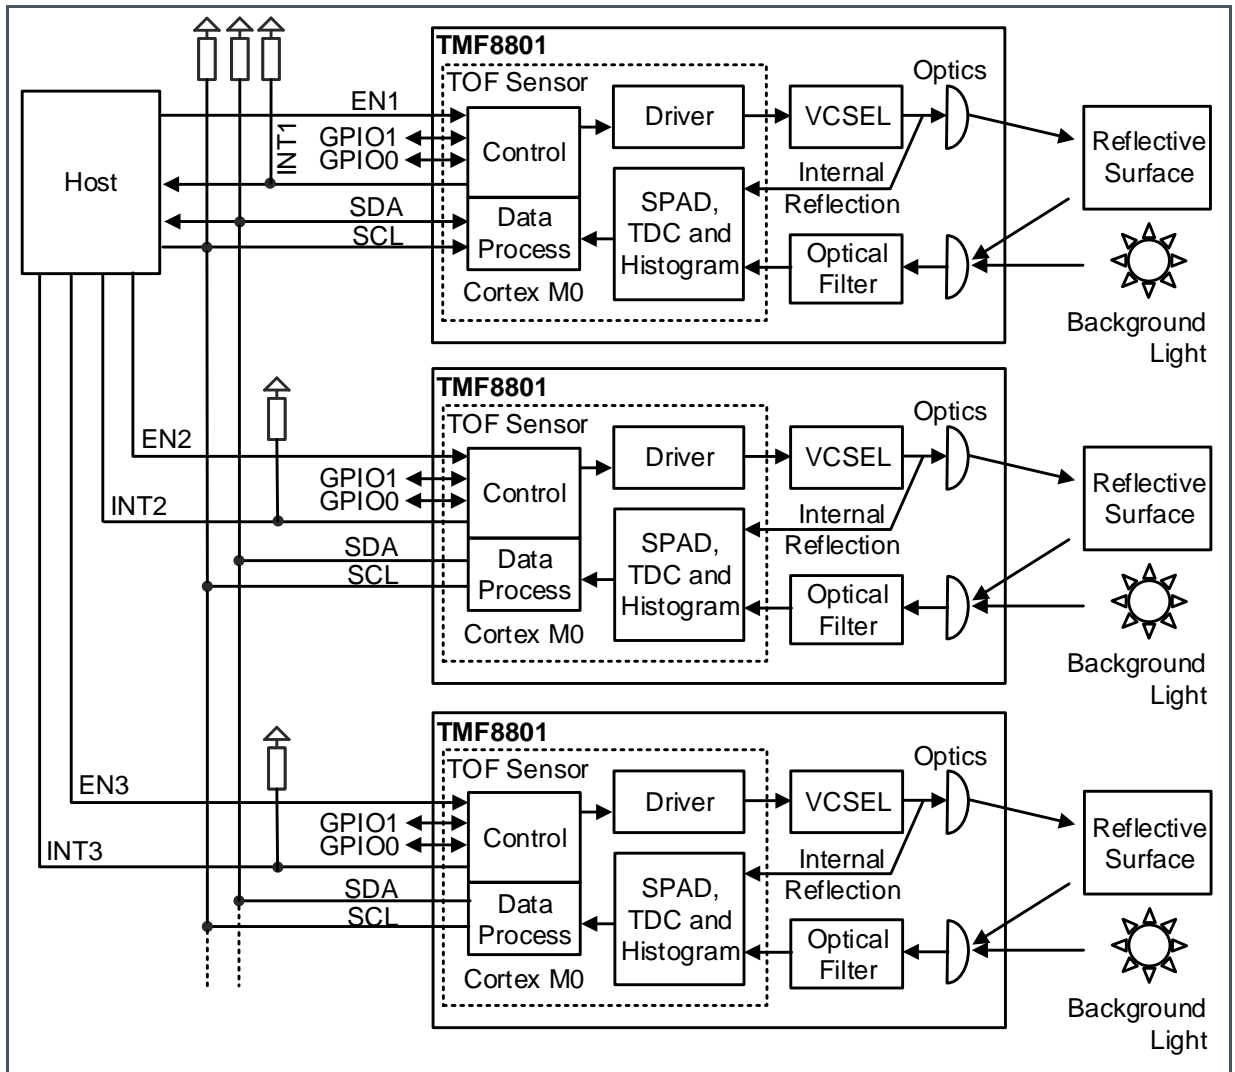 TMF8801
TOF Sensor
Optics
EN1
Driver
VCSEL
GPIO1
GPIO0
INT1
Control
Host
Internal
Reflection
Reflective
Surface
SDA
SCL
Data
Process
SPAD,
TDC and
Histogram
Optical
Filter
Cortex M0
Background
Light
TMF8801
TOF Sensor
Optics
EN2
Driver
VCSEL
GPIO1
GPIO0
Control
INT2
Internal
Reflection
Reflective
Surface
SDA
SCL
Data
Process
SPAD,
TDC and
Histogram
Optical
Filter
Cortex M0
Background
Light
TMF8801
TOF Sensor
Optics
EN3
Driver
VCSEL
GPIO1
GPIO0
Control
INT3
Internal
Reflection
Reflective
Surface
SDA
SCL
Data
Process
SPAD,
TDC and
Histogram
Optical
Filter
Cortex M0
Background
Light